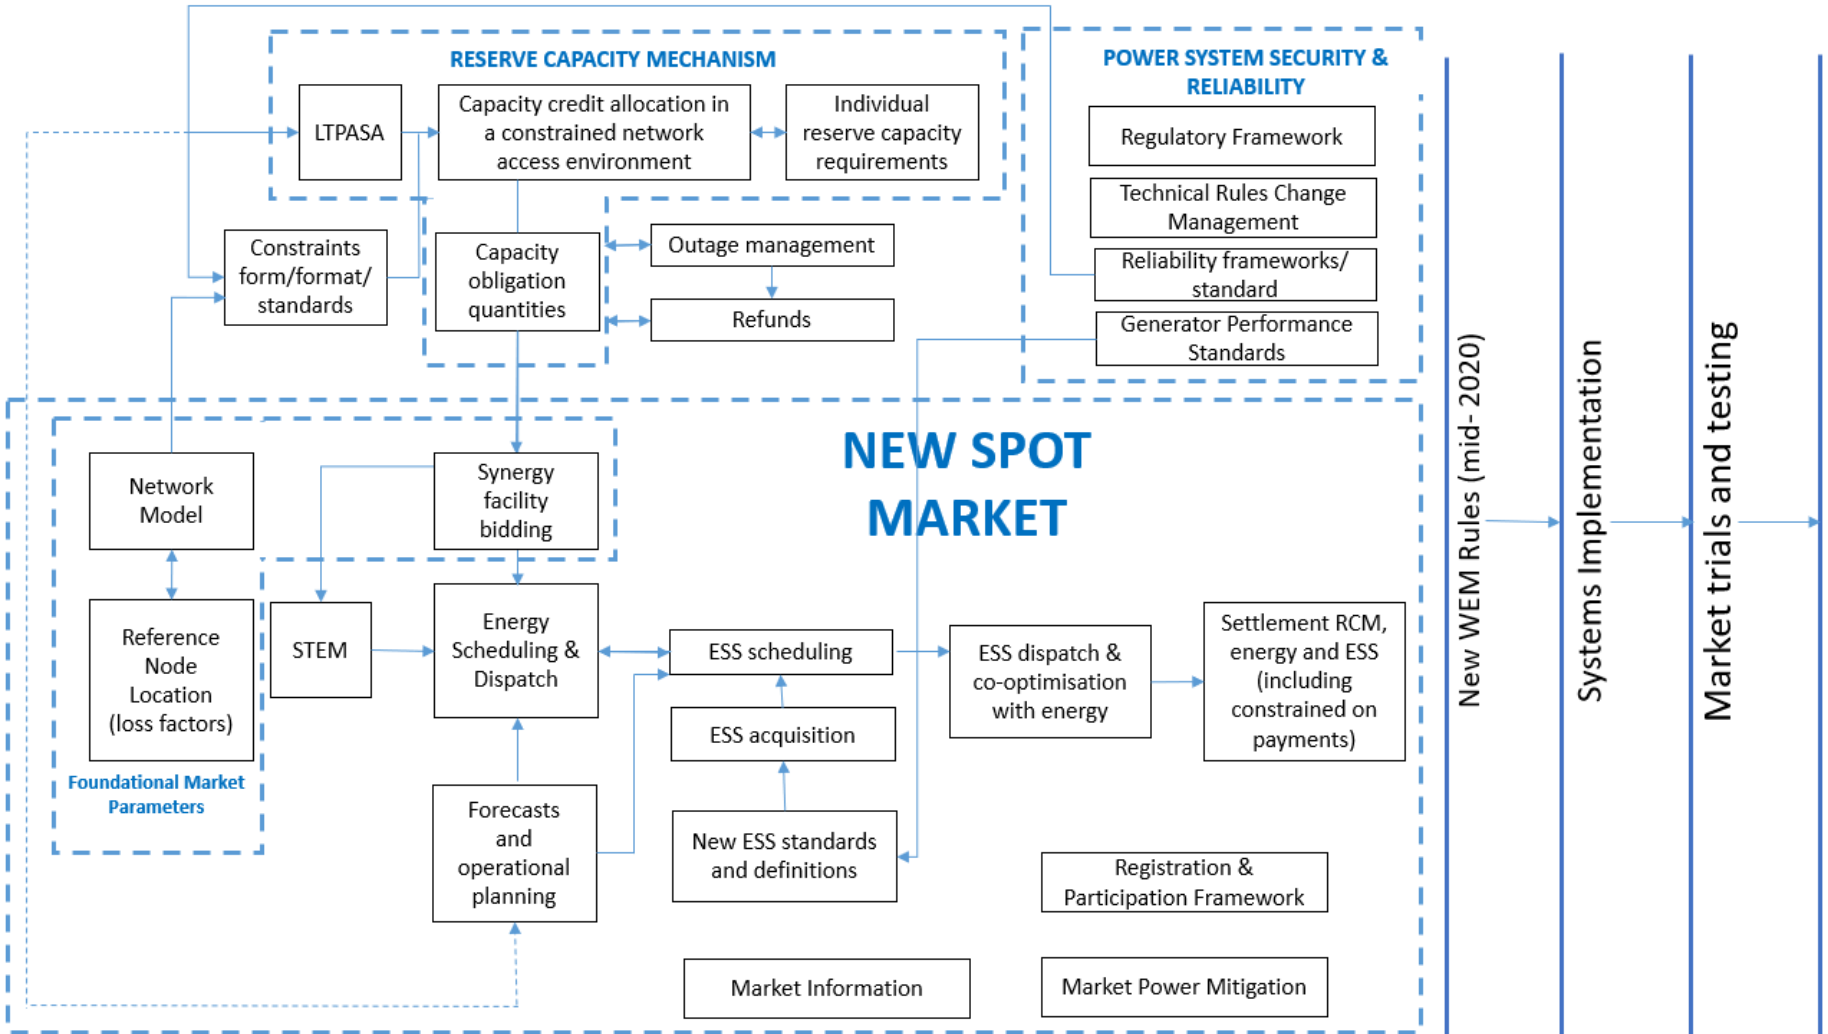 RESERVE CAPACITY MECHANISM
LTPASA
Capacity credit allocation in
a constrained network
access environment
Individual
reserve capacity
requirements
POWER SYSTEM SECURITY &
RELIABILITY
Regulatory Framework
Technical Rules Change
Management
Reliability frameworks/
standard
Generator Performance
Standards
Constraints
form/format/
standards
Capacity
obligation
quantities
Outage management
Refunds
NEW SPOT
MARKET
Network
Model
Synergy
facility
bidding
Reference
Node
Location
(loss factors)
Foundational Market
Parameters
STEM
Energy
Scheduling &
Dispatch
ESS scheduling
ESS acquisition
New ESS standards
and definitions
ESS dispatch &
co-optimisation
with energy
Settlement RCM,
energy and ESS
(including
constrained on
payments)
Forecasts
and
operational
planning
Registration &
Participation Framework
Market Information
Market Power Mitigation
New WEM Rules (mid- 2020)
Systems Implementation
Market trials and testing